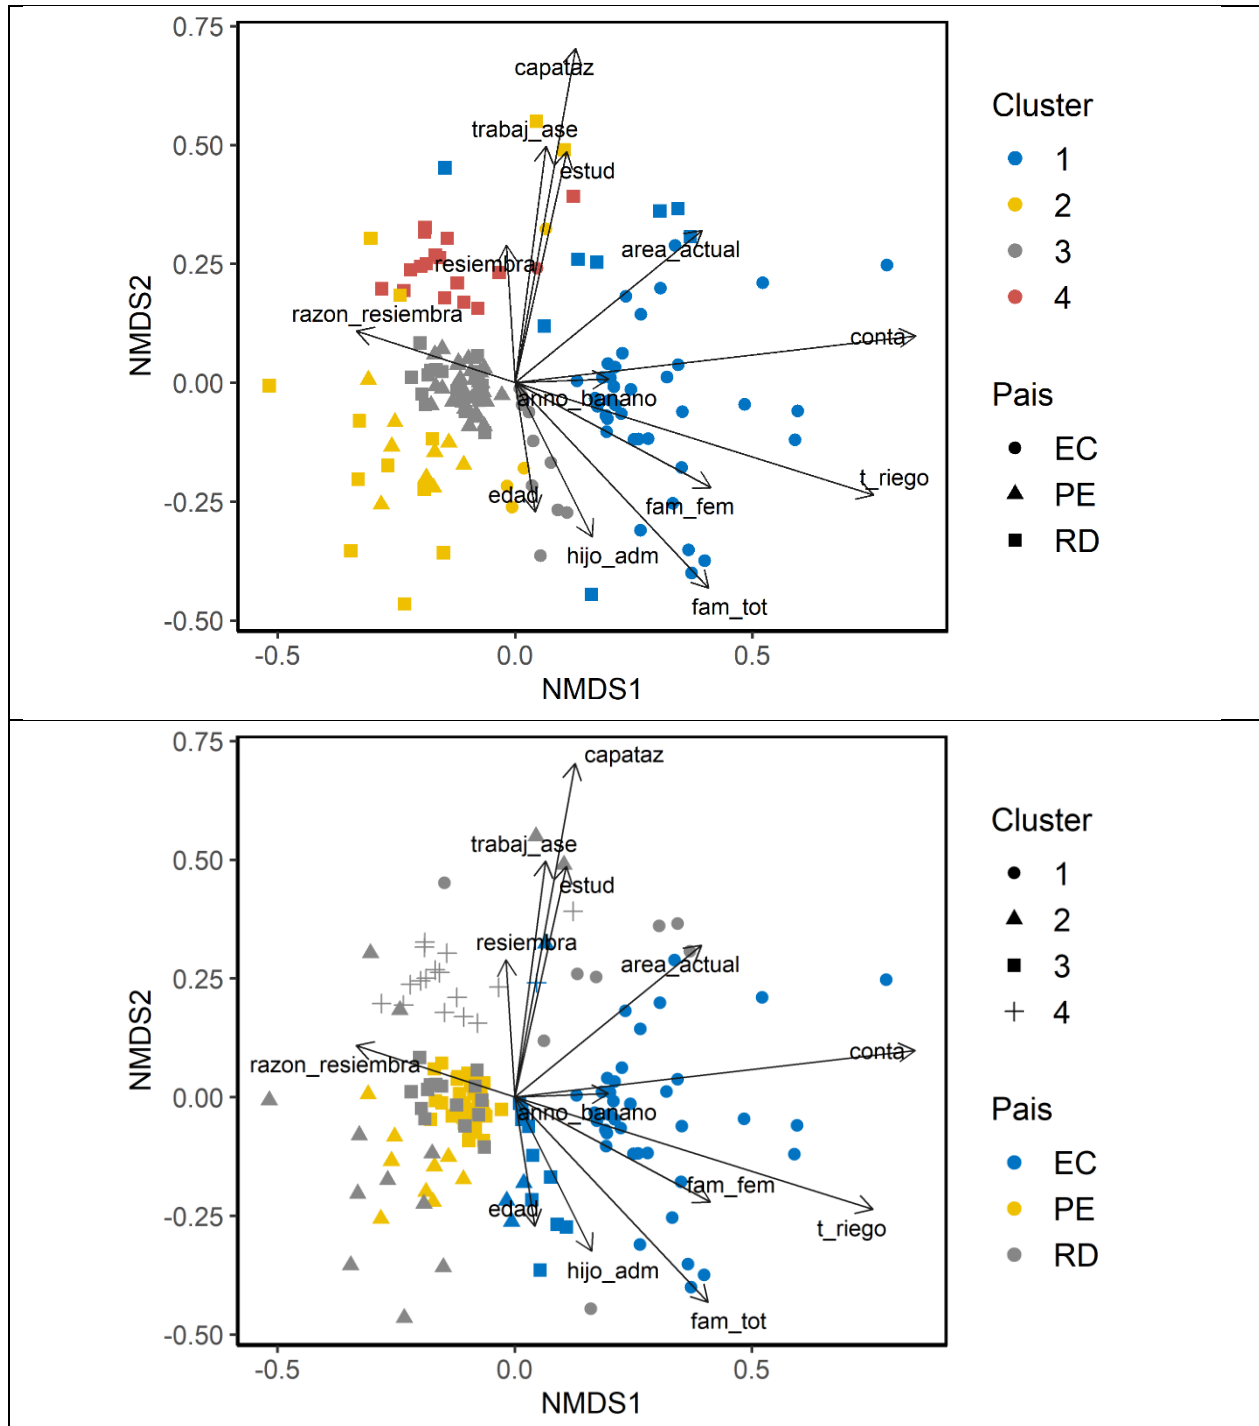 0.75
0.50
0.25
0.00
-0.25
-0.50
NMDS2
-0.5
0.0
0.5
NMDS1
capataz
trabaj_ase
estud
resiembra
area_actual
razon_resiembra
conta
anno_banano
t_riego
edad
fam_fem
hijo_adm
fam_tot
Cluster
1
2
3
4
Pais
EC
PE
RD
0.75
0.50
0.25
0.00
-0.25
-0.50
NMDS2
-0.5
0.0
0.5
NMDS1
capataz
trabaj_ase
estud
resiembra
area_actual
razon_resiembra
conta
anno_banano
fam_fem
edad
t_riego
hijo_adm
fam_tot
Cluster
1
2
3
4
Pais
EC
PE
RD